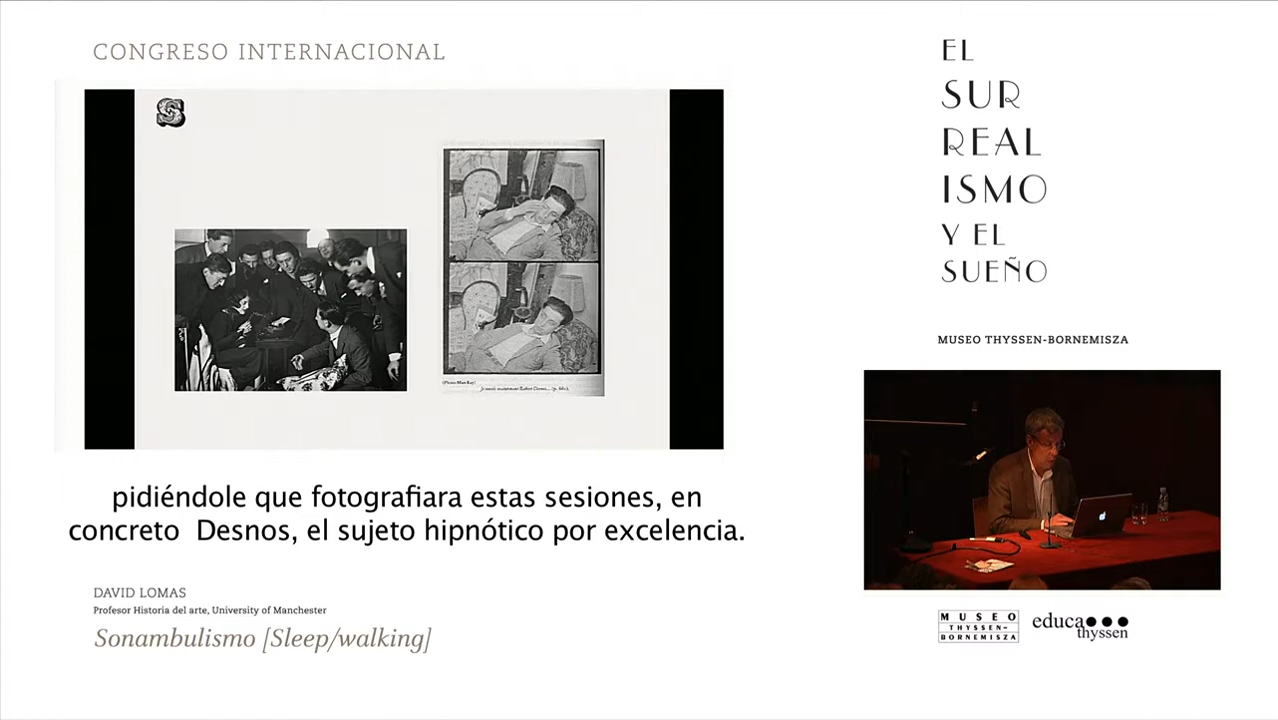 CONGRESO INTERNACIONAL
S
pidiéndole que fotografiara estas sesiones, en
concreto  Desnos, el sujeto hipnótico por excelencia.
DAVID LOMAS
Profesor Historia del arte, University of Manchester
Sonambulismo [Sleep/walking]
EL
SUR
REAL
ISMO
Y EL
SUEÑO
MUSEO THYSSEN-BORNEMISZA
MUSEO
THYSSEN-
BORNEMISZA
educa
thyssen